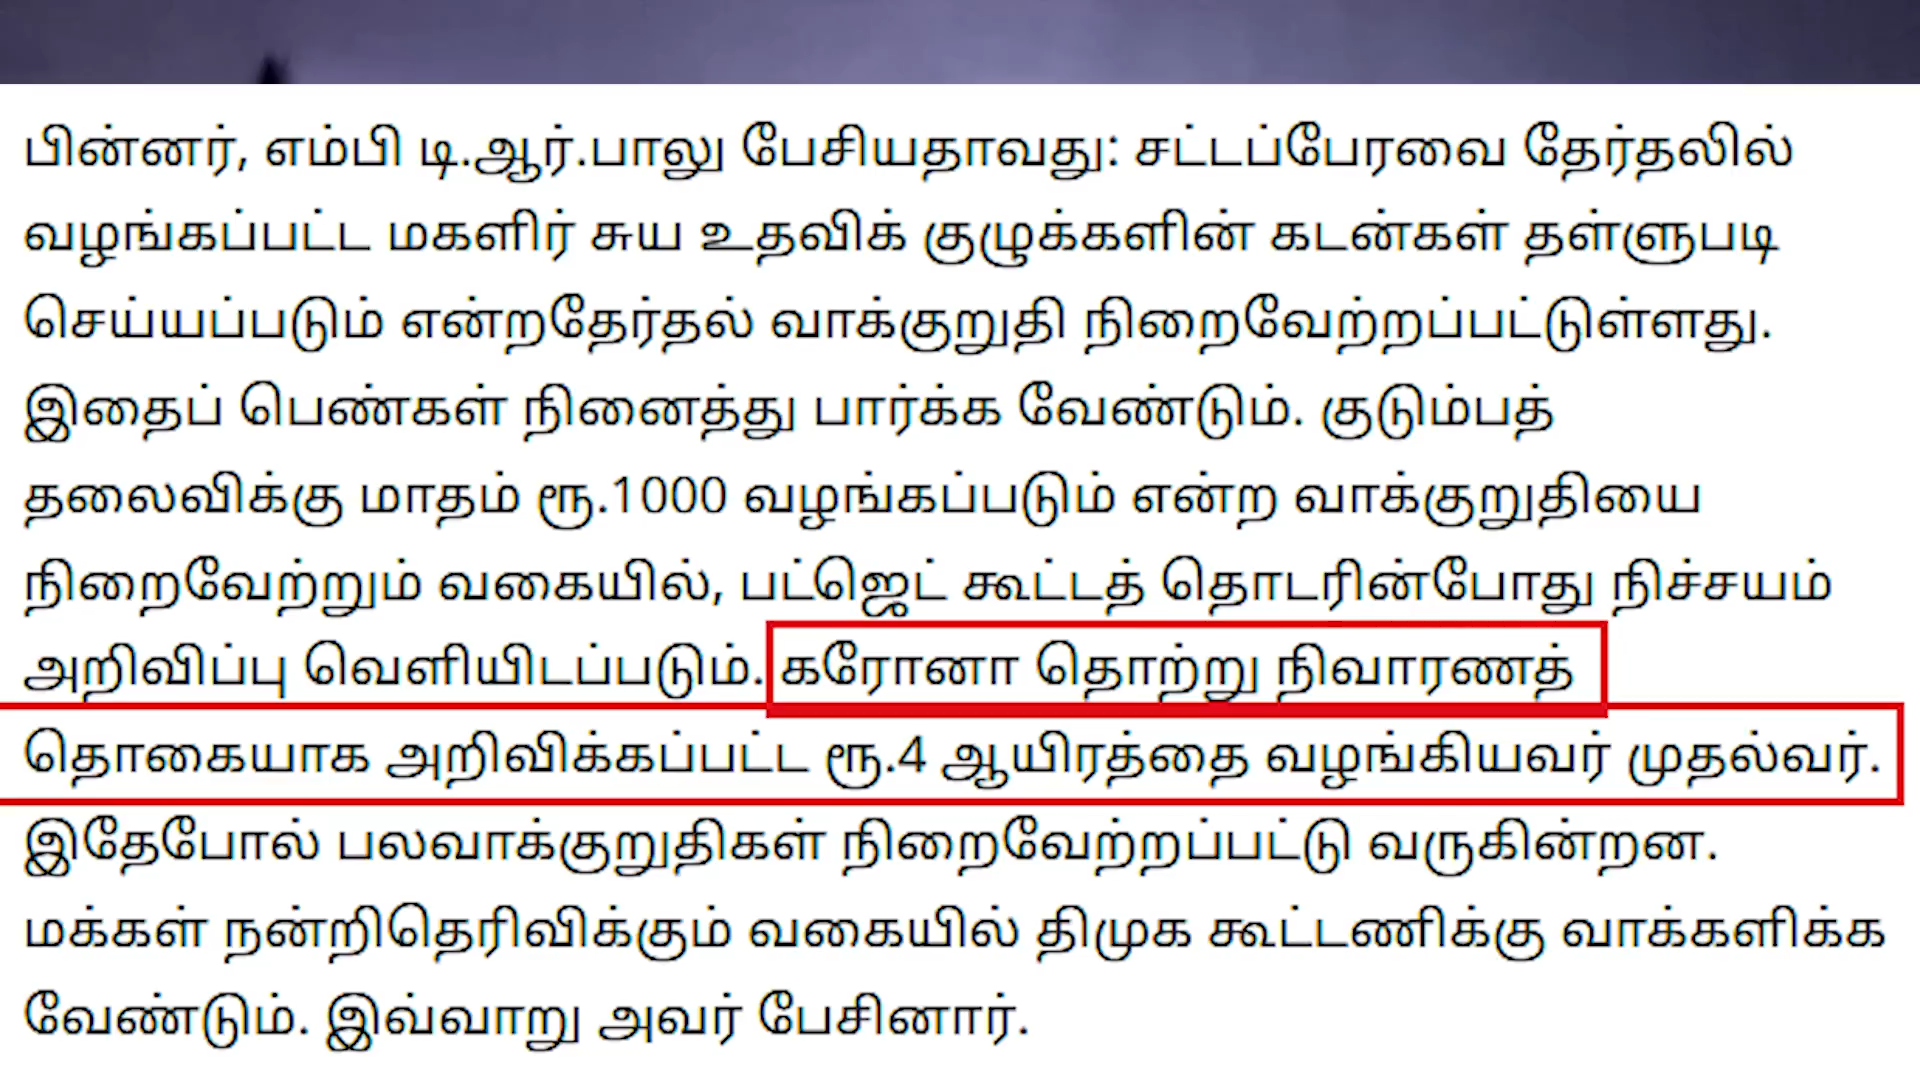 பின்னர், எம்பி டி.ஆர்.பாலு பேசியதாவது: சட்டப்பேரவை தேர்தலில்
வழங்கப்பட்ட மகளிர் சுய உதவிக் குழுக்களின் கடன்கள் தள்ளுபடி
செய்யப்படும் என்றதேர்தல் வாக்குறுதி நிறைவேற்றப்பட்டுள்ளது.
இதைப் பெண்கள் நினைத்து பார்க்க வேண்டும். குடும்பத்
தலைவிக்கு மாதம் ரூ.1000 வழங்கப்படும் என்ற வாக்குறுதியை
நிறைவேற்றும் வகையில், பட்ஜெட் கூட்டத் தொடரின்போது நிச்சயம்
அறிவிப்பு வெளியிடப்படும். கரோனா தொற்று நிவாரணத்
தொகையாக அறிவிக்கப்பட்ட ரூ.4 ஆயிரத்தை வழங்கியவர் முதல்வர்.
இதேபோல் பலவாக்குறுதிகள் நிறைவேற்றப்பட்டு வருகின்றன.
மக்கள் நன்றிதெரிவிக்கும் வகையில் திமுக கூட்டணிக்கு வாக்களிக்க
வேண்டும். இவ்வாறு அவர் பேசினார்.